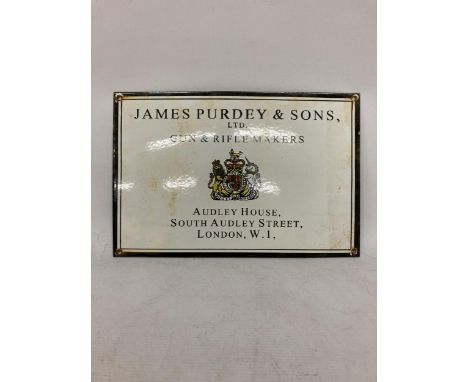 JAMES PURDEY & SONS,
LTD.
GUN & RIFLE MAKERS
AUDLEY HOUSE,
SOUTH AUDLEY STREET,
LONDON, W.1,